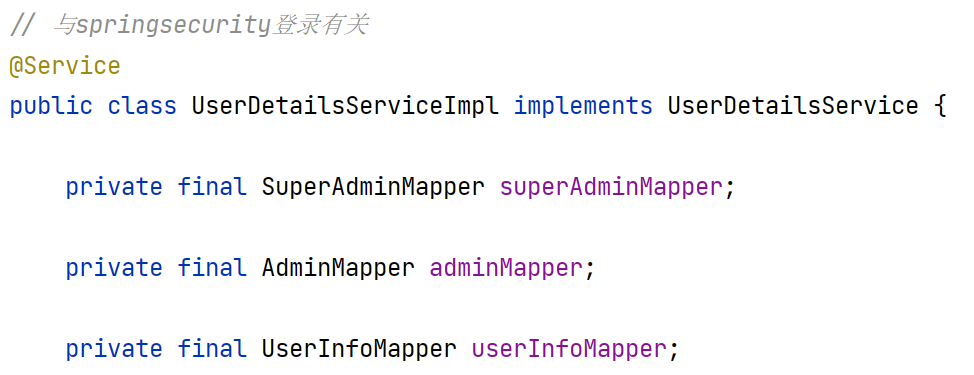 // 与springsecurity登录有关
@Service
public class UserDetailsServiceImpl implements UserDetailsService {
private final SuperAdminMapper superAdminMapper;
private final AdminMapper adminMapper;
private final UserInfoMapper userInfoMapper;